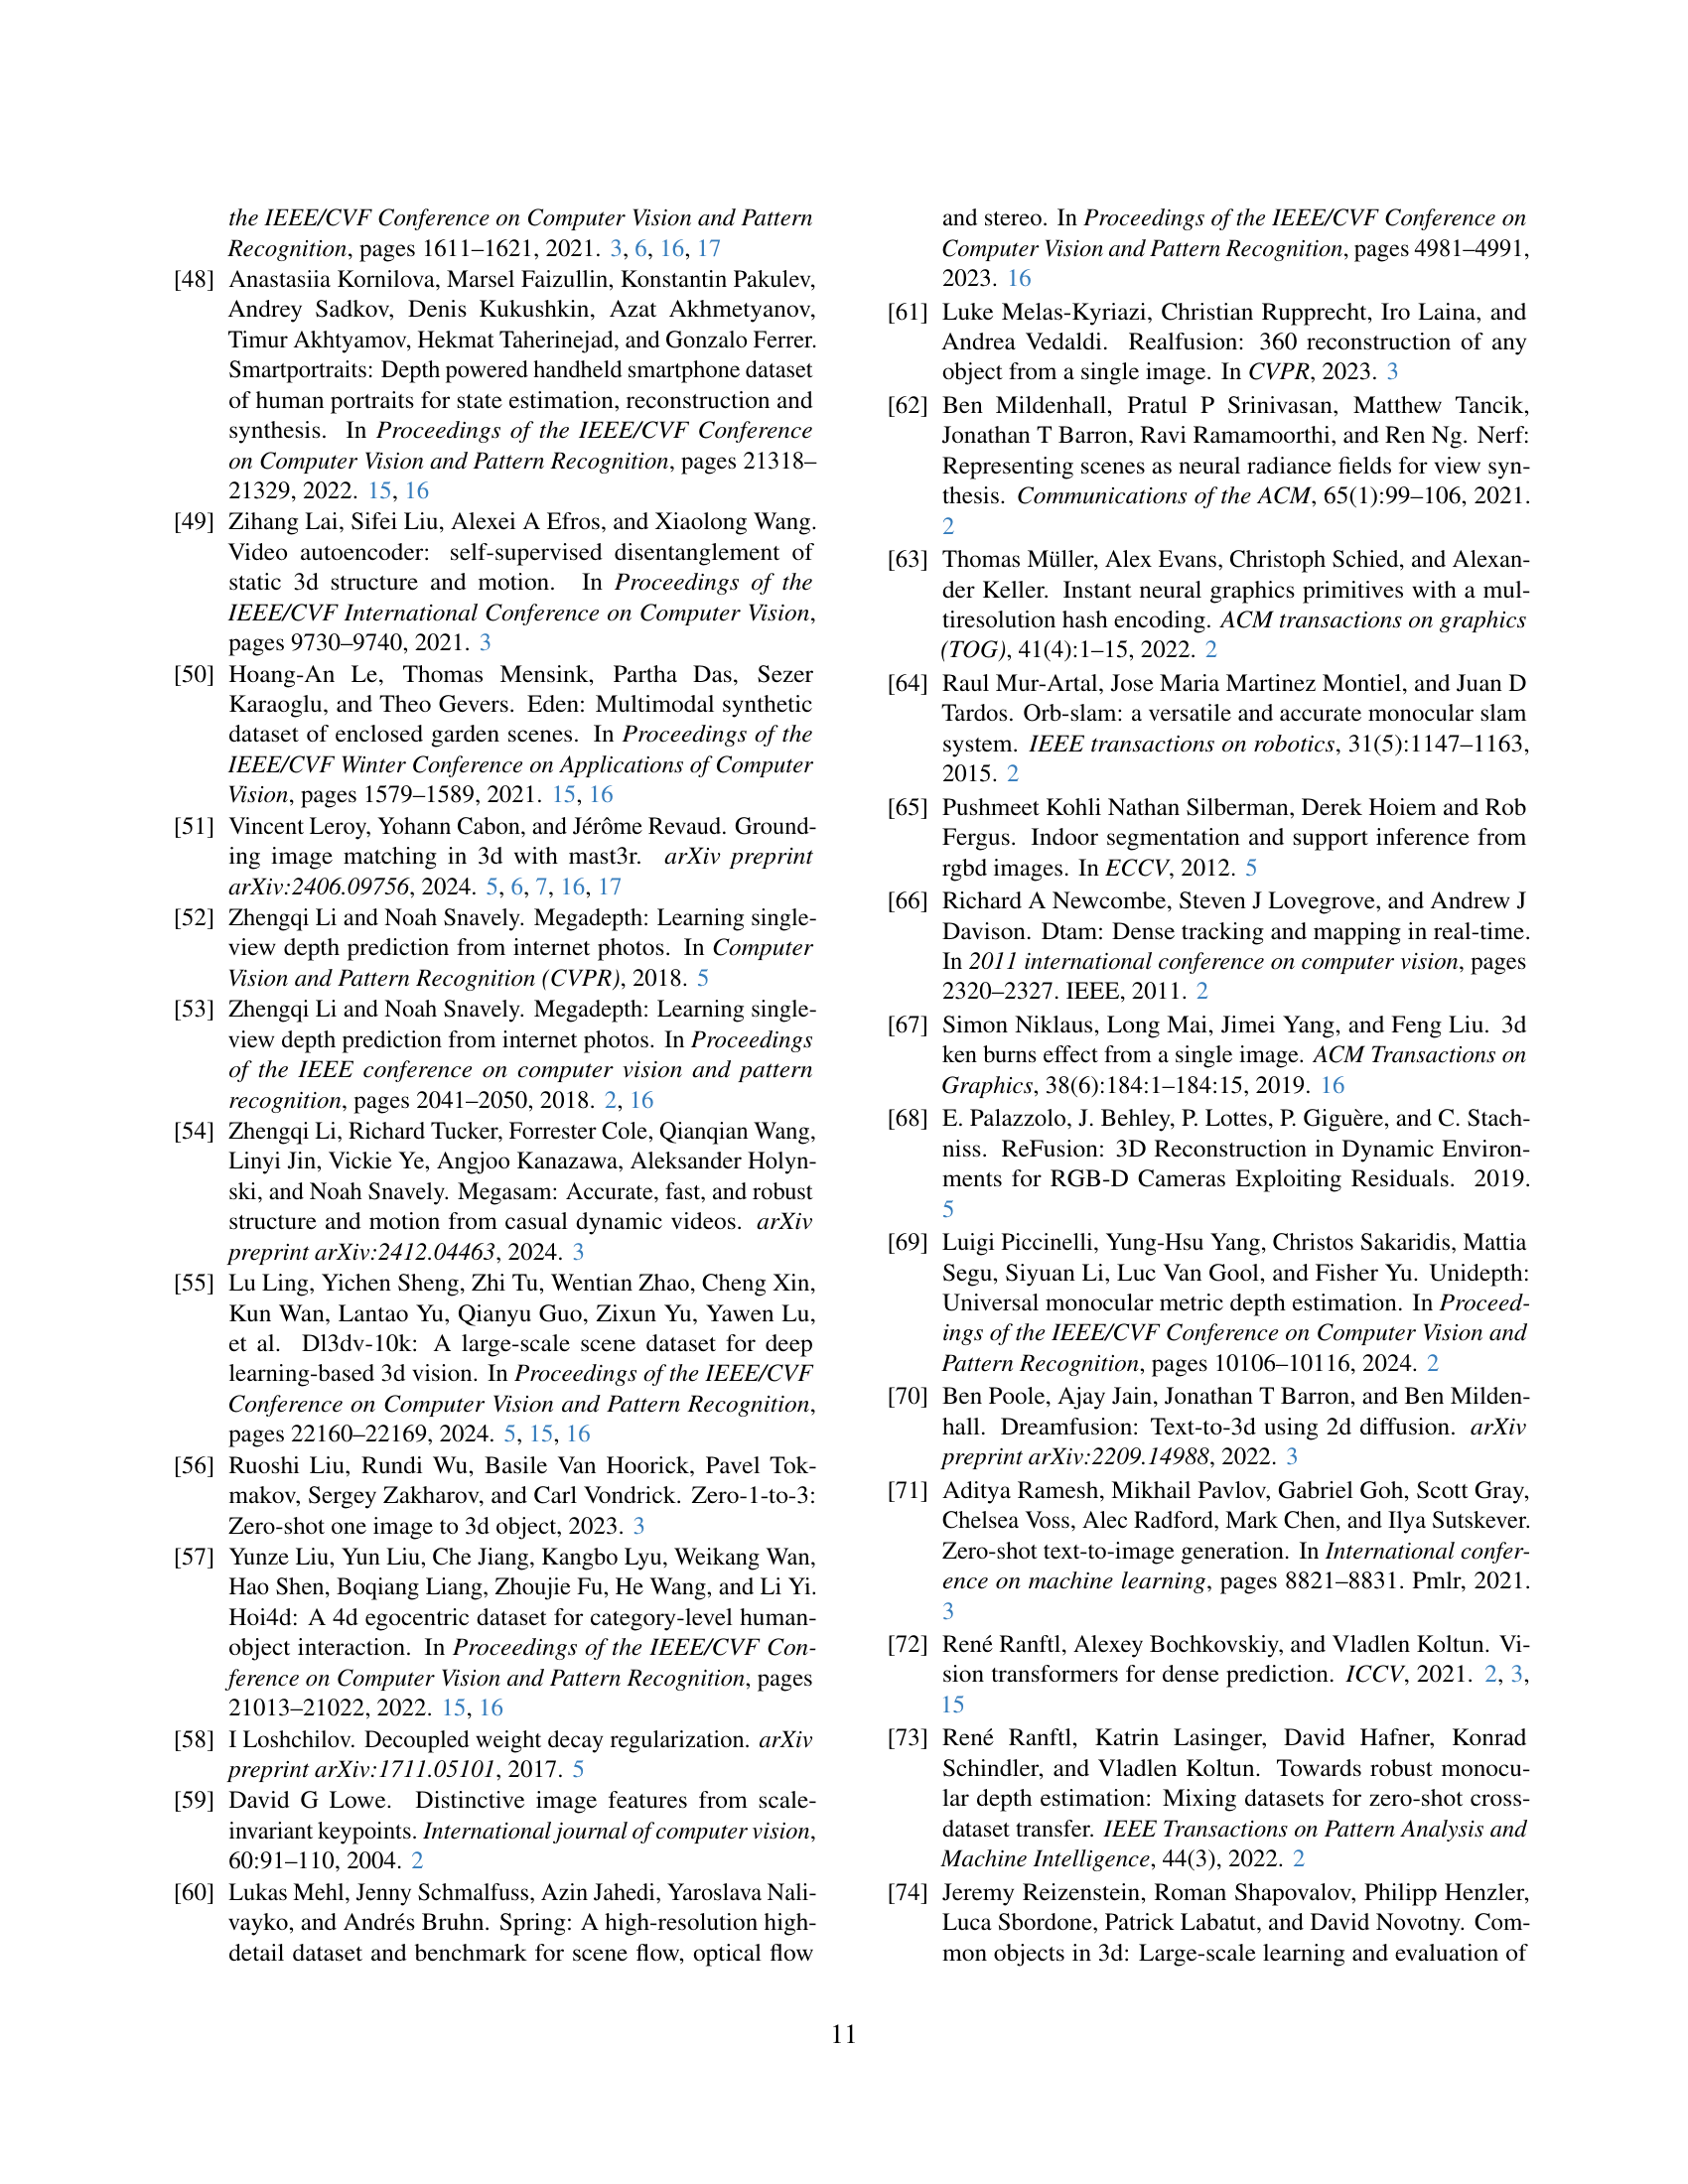 the IEEE/CVF Conference on Computer Vision and Pattern
Recognition, pages 1611–1621, 2021. 3, 6, 16, 17
[48] Anastasiia Kornilova, Marsel Faizullin, Konstantin Pakulev,
Andrey Sadkov, Denis Kukushkin, Azat Akhmetyanov,
Timur Akhtyamov, Hekmat Taherinejad, and Gonzalo Ferrer.
Smartportraits: Depth powered handheld smartphone dataset
of human portraits for state estimation, reconstruction and
synthesis. In Proceedings of the IEEE/CVF Conference
on Computer Vision and Pattern Recognition, pages 21318–
21329, 2022. 15, 16
[49] Zihang Lai, Sifei Liu, Alexei A Efros, and Xiaolong Wang.
Video autoencoder: self-supervised disentanglement of
static 3d structure and motion. In Proceedings of the
IEEE/CVF International Conference on Computer Vision,
pages 9730–9740, 2021. 3
[50] Hoang-An Le, Thomas Mensink, Partha Das, Sezer
Karaoglu, and Theo Gevers. Eden: Multimodal synthetic
dataset of enclosed garden scenes. In Proceedings of the
IEEE/CVF Winter Conference on Applications of Computer
Vision, pages 1579–1589, 2021. 15, 16
[51] Vincent Leroy, Yohann Cabon, and Jérôme Revaud. Ground-
ing image matching in 3d with mast3r. arXiv preprint
arXiv:2406.09756, 2024. 5, 6, 7, 16, 17
[52] Zhengqi Li and Noah Snavely. Megadepth: Learning single-
view depth prediction from internet photos. In Computer
Vision and Pattern Recognition (CVPR), 2018. 5
[53] Zhengqi Li and Noah Snavely. Megadepth: Learning single-
view depth prediction from internet photos. In Proceedings
of the IEEE conference on computer vision and pattern
recognition, pages 2041–2050, 2018. 2, 16
[54] Zhengqi Li, Richard Tucker, Forrester Cole, Qianqian Wang,
Linyi Jin, Vickie Ye, Angjoo Kanazawa, Aleksander Holyn-
ski, and Noah Snavely. Megasam: Accurate, fast, and robust
structure and motion from casual dynamic videos. arXiv
preprint arXiv:2412.04463, 2024. 3
[55] Lu Ling, Yichen Sheng, Zhi Tu, Wentian Zhao, Cheng Xin,
Kun Wan, Lantao Yu, Qianyu Guo, Zixun Yu, Yawen Lu,
et al. Dl3dv-10k: A large-scale scene dataset for deep
learning-based 3d vision. In Proceedings of the IEEE/CVF
Conference on Computer Vision and Pattern Recognition,
pages 22160–22169, 2024. 5, 15, 16
[56] Ruoshi Liu, Rundi Wu, Basile Van Hoorick, Pavel Tok-
makov, Sergey Zakharov, and Carl Vondrick. Zero-1-to-3:
Zero-shot one image to 3d object, 2023. 3
[57] Yunze Liu, Yun Liu, Che Jiang, Kangbo Lyu, Weikang Wan,
Hao Shen, Boqiang Liang, Zhoujie Fu, He Wang, and Li Yi.
Hoi4d: A 4d egocentric dataset for category-level human-
object interaction. In Proceedings of the IEEE/CVF Con-
ference on Computer Vision and Pattern Recognition, pages
21013–21022, 2022. 15, 16
[58] I Loshchilov. Decoupled weight decay regularization. arXiv
preprint arXiv:1711.05101, 2017. 5
[59] David G Lowe. Distinctive image features from scale-
invariant keypoints. International journal of computer vision,
60:91–110, 2004. 2
[60] Lukas Mehl, Jenny Schmalfuss, Azin Jahedi, Yaroslava Nali-
vayko, and Andrés Bruhn. Spring: A high-resolution high-
detail dataset and benchmark for scene flow, optical flow
and stereo. In Proceedings of the IEEE/CVF Conference on
Computer Vision and Pattern Recognition, pages 4981–4991,
2023. 16
[61] Luke Melas-Kyriazi, Christian Rupprecht, Iro Laina, and
Andrea Vedaldi. Realfusion: 360 reconstruction of any
object from a single image. In CVPR, 2023. 3
[62] Ben Mildenhall, Pratul P Srinivasan, Matthew Tancik,
Jonathan T Barron, Ravi Ramamoorthi, and Ren Ng. Nerf:
Representing scenes as neural radiance fields for view syn-
thesis. Communications of the ACM, 65(1):99–106, 2021.
2
[63] Thomas Müller, Alex Evans, Christoph Schied, and Alexan-
der Keller. Instant neural graphics primitives with a mul-
tiresolution hash encoding. ACM transactions on graphics
(TOG), 41(4):1–15, 2022. 2
[64] Raul Mur-Artal, Jose Maria Martinez Montiel, and Juan D
Tardos. Orb-slam: a versatile and accurate monocular slam
system. IEEE transactions on robotics, 31(5):1147–1163,
2015. 2
[65] Pushmeet Kohli Nathan Silberman, Derek Hoiem and Rob
Fergus. Indoor segmentation and support inference from
rgbd images. In ECCV, 2012. 5
[66] Richard A Newcombe, Steven J Lovegrove, and Andrew J
Davison. Dtam: Dense tracking and mapping in real-time.
In 2011 international conference on computer vision, pages
2320–2327. IEEE, 2011. 2
[67] Simon Niklaus, Long Mai, Jimei Yang, and Feng Liu. 3d
ken burns effect from a single image. ACM Transactions on
Graphics, 38(6):184:1–184:15, 2019. 16
[68] E. Palazzolo, J. Behley, P. Lottes, P. Giguère, and C. Stach-
niss. ReFusion: 3D Reconstruction in Dynamic Environ-
ments for RGB-D Cameras Exploiting Residuals. 2019.
5
[69] Luigi Piccinelli, Yung-Hsu Yang, Christos Sakaridis, Mattia
Segu, Siyuan Li, Luc Van Gool, and Fisher Yu. Unidepth:
Universal monocular metric depth estimation. In Proceed-
ings of the IEEE/CVF Conference on Computer Vision and
Pattern Recognition, pages 10106–10116, 2024. 2
[70] Ben Poole, Ajay Jain, Jonathan T Barron, and Ben Milden-
hall. Dreamfusion: Text-to-3d using 2d diffusion. arXiv
preprint arXiv:2209.14988, 2022. 3
[71] Aditya Ramesh, Mikhail Pavlov, Gabriel Goh, Scott Gray,
Chelsea Voss, Alec Radford, Mark Chen, and Ilya Sutskever.
Zero-shot text-to-image generation. In International confer-
ence on machine learning, pages 8821–8831. Pmlr, 2021.
3
[72] René Ranftl, Alexey Bochkovskiy, and Vladlen Koltun. Vi-
sion transformers for dense prediction. ICCV, 2021. 2, 3,
15
[73] René Ranftl, Katrin Lasinger, David Hafner, Konrad
Schindler, and Vladlen Koltun. Towards robust monocu-
lar depth estimation: Mixing datasets for zero-shot cross-
dataset transfer. IEEE Transactions on Pattern Analysis and
Machine Intelligence, 44(3), 2022. 2
[74] Jeremy Reizenstein, Roman Shapovalov, Philipp Henzler,
Luca Sbordone, Patrick Labatut, and David Novotny. Com-
mon objects in 3d: Large-scale learning and evaluation of
11